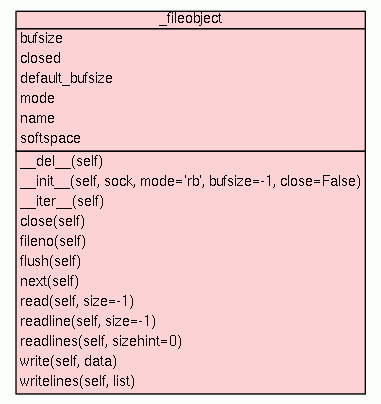 _fileobject
bufsize
closed
default_bufsize
mode
name
softspace
__del__(self)
__init__(self, sock, mode='rb', bufsize=-1, close=False)
__iter__(self)
close(self)
fileno(self)
flush(self)
next(self)
read(self, size=-1)
readline(self, size=-1)
readlines(self, sizehint=0)
write(self, data)
writelines(self, list)